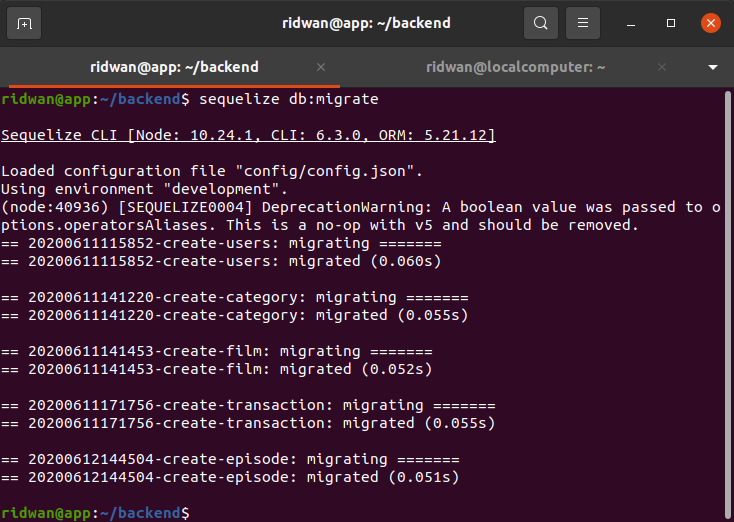 ridwan@app: ~/backend
ridwan@app: ~/backend
ridwan@localcomputer: ~
ridwan@app:~/backend$ sequelize db:migrate
Sequelize CLI [Node: 10.24.1, CLI: 6.3.0, ORM: 5.21.12]
Loaded configuration file "config/config.json".
Using environment "development".
(node:40936) [SEQUELIZE0004] DeprecationWarning: A boolean value was passed to o
ptions.operatorsAliases. This is a no-op with v5 and should be removed.
== 20200611115852-create-users: migrating =======
== 20200611115852-create-users: migrated (0.060s)
== 20200611141220-create-category: migrating =======
== 20200611141220-create-category: migrated (0.055s)
== 20200611141453-create-film: migrating =======
== 20200611141453-create-film: migrated (0.052s)
== 20200611171756-create-transaction: migrating =======
== 20200611171756-create-transaction: migrated (0.055s)
== 20200612144504-create-episode: migrating =======
== 20200612144504-create-episode: migrated (0.051s)
ridwan@app:~/backend$